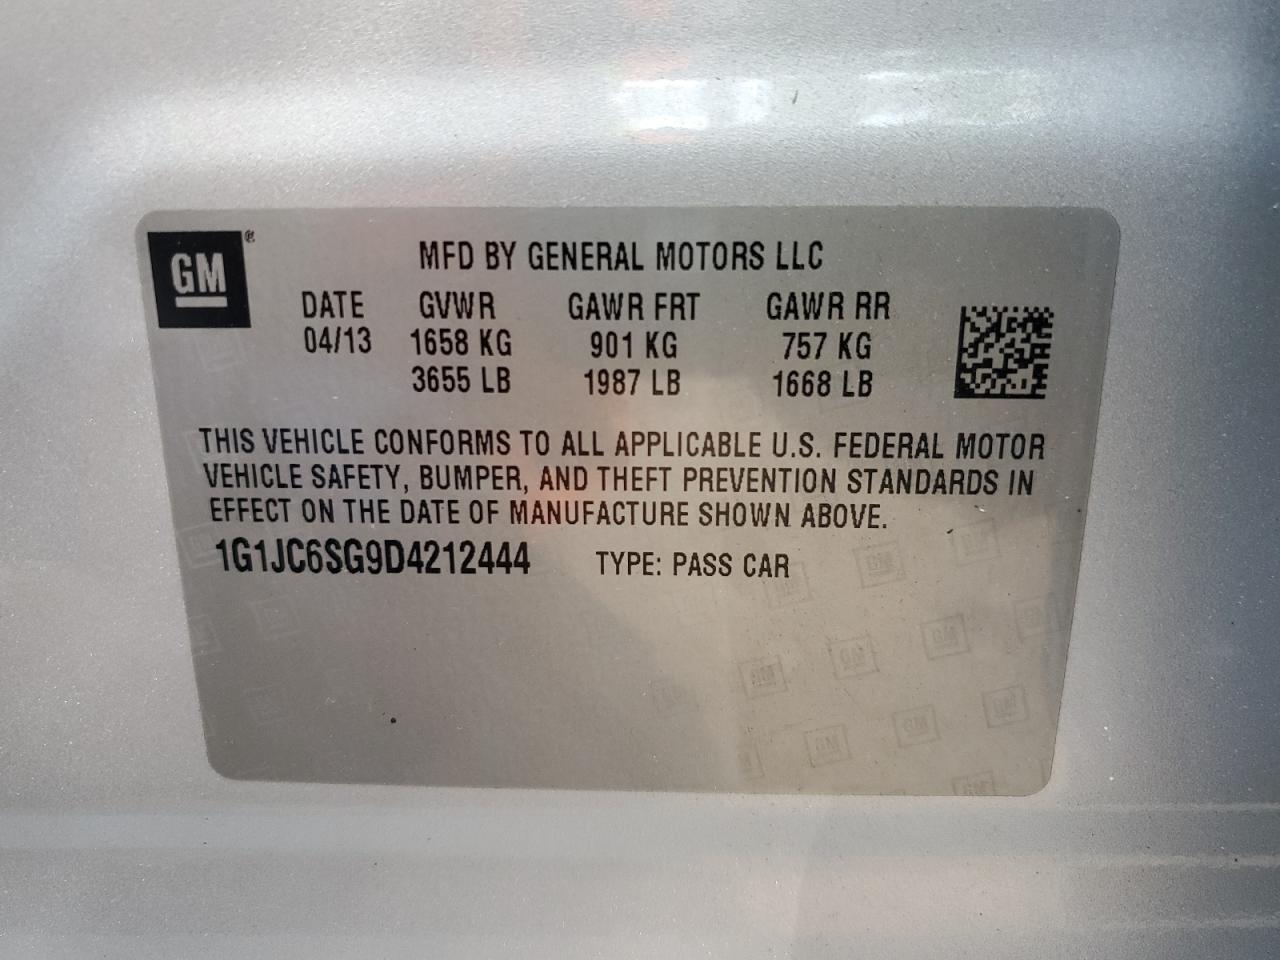 GM®
MFD BY GENERAL MOTORS LLC
DATE GVWR GAWR FRT GAWR RR
04/13 1658 KG 901 KG 757 KG
3655 LB 1987 LB 1668 LB
THIS VEHICLE CONFORMS TO ALL APPLICABLE U.S. FEDERAL MOTOR
VEHICLE SAFETY, BUMPER, AND THEFT PREVENTION STANDARDS IN
EFFECT ON THE DATE OF MANUFACTURE SHOWN ABOVE.
1G1JC6SG9D4212444 TYPE: PASS CAR